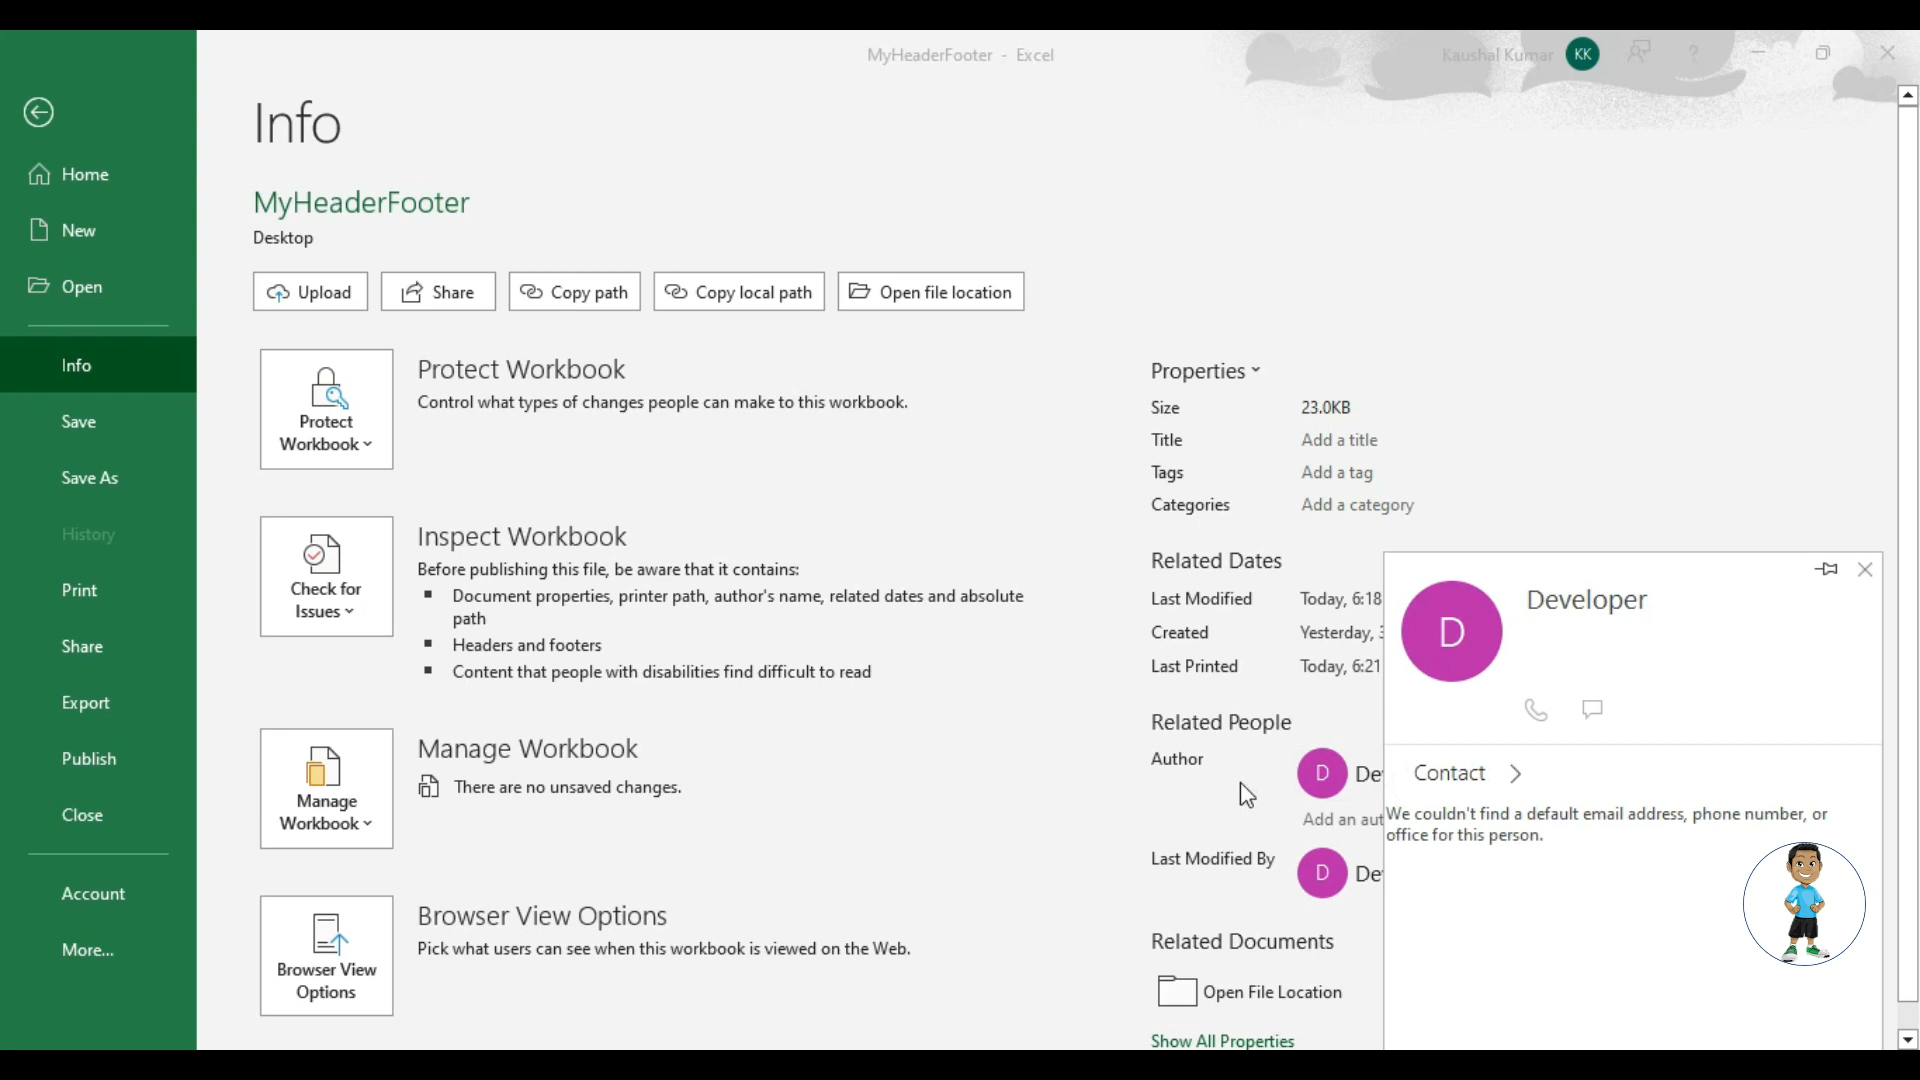 MyHeaderFooter - Excel
Kaushal Kumar KK
Info
Home
New
Open
Info
Save
Save As
History
Print
Share
Export
Publish
Close
Account
More...
MyHeaderFooter
Desktop
Upload
Share
Copy path
Copy local path
Open file location
Protect
Workbook
Protect Workbook
Control what types of changes people can make to this workbook.
Check for
Issues
Inspect Workbook
Before publishing this file, be aware that it contains:
Document properties, printer path, author's name, related dates and absolute
path
Headers and footers
Content that people with disabilities find difficult to read
Manage
Workbook
Manage Workbook
There are no unsaved changes.
Browser View
Options
Browser View Options
Pick what users can see when this workbook is viewed on the Web.
Properties
Size 23.0KB
Title Add a title
Tags Add a tag
Categories Add a category
Related Dates
Last Modified Today, 6:18
Created Yesterday,
Last Printed Today, 6:21
Related People
Author D De
Add an aut
Last Modified By D De
Related Documents
Open File Location
Show All Properties
D
Developer
Contact
We couldn't find a default email address, phone number, or
office for this person.